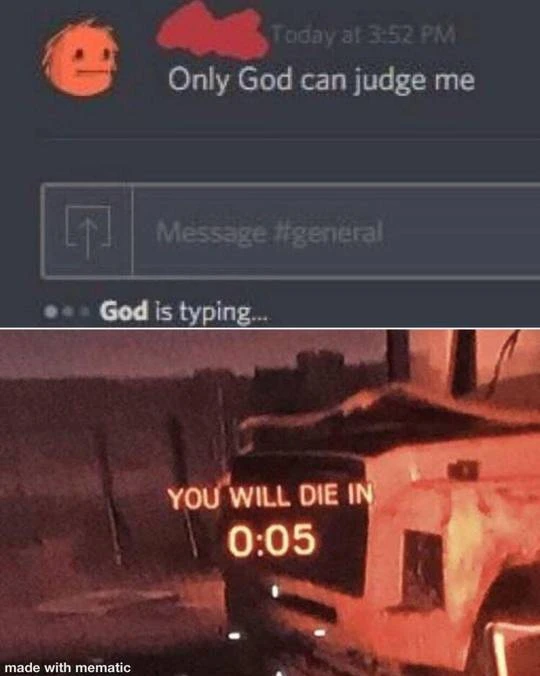 Today at 3:52 PM
Only God can judge me
Message #general
God is typing...
YOU WILL DIE IN
0:05
made with mematic